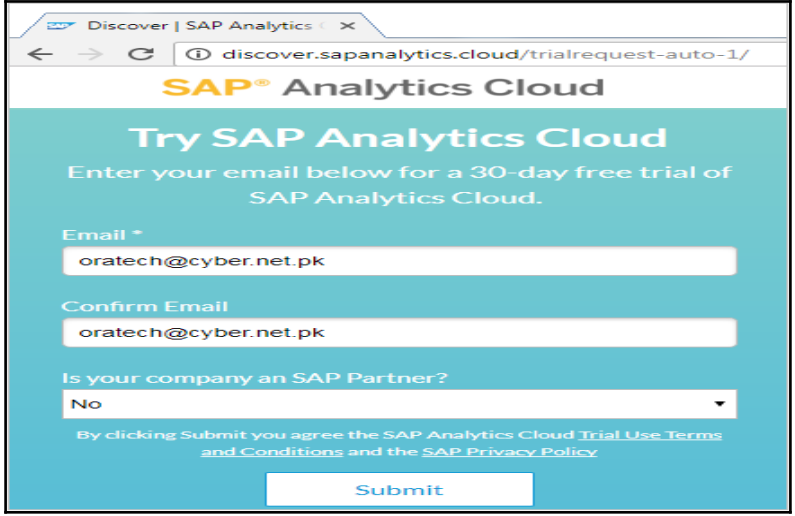 SAP Discover | SAP Analytics C
discover.sapanalytics.cloud/trialrequest-auto-1/
SAP® Analytics Cloud
Try SAP Analytics Cloud
Enter your email below for a 30-day free trial of
SAP Analytics Cloud.
Email *
oratech@cyber.net.pk
Confirm Email
oratech@cyber.net.pk
Is your company an SAP Partner?
No
By clicking Submit you agree the SAP Analytics Cloud Trial Use Terms
and Conditions and the SAP Privacy Policy
Submit